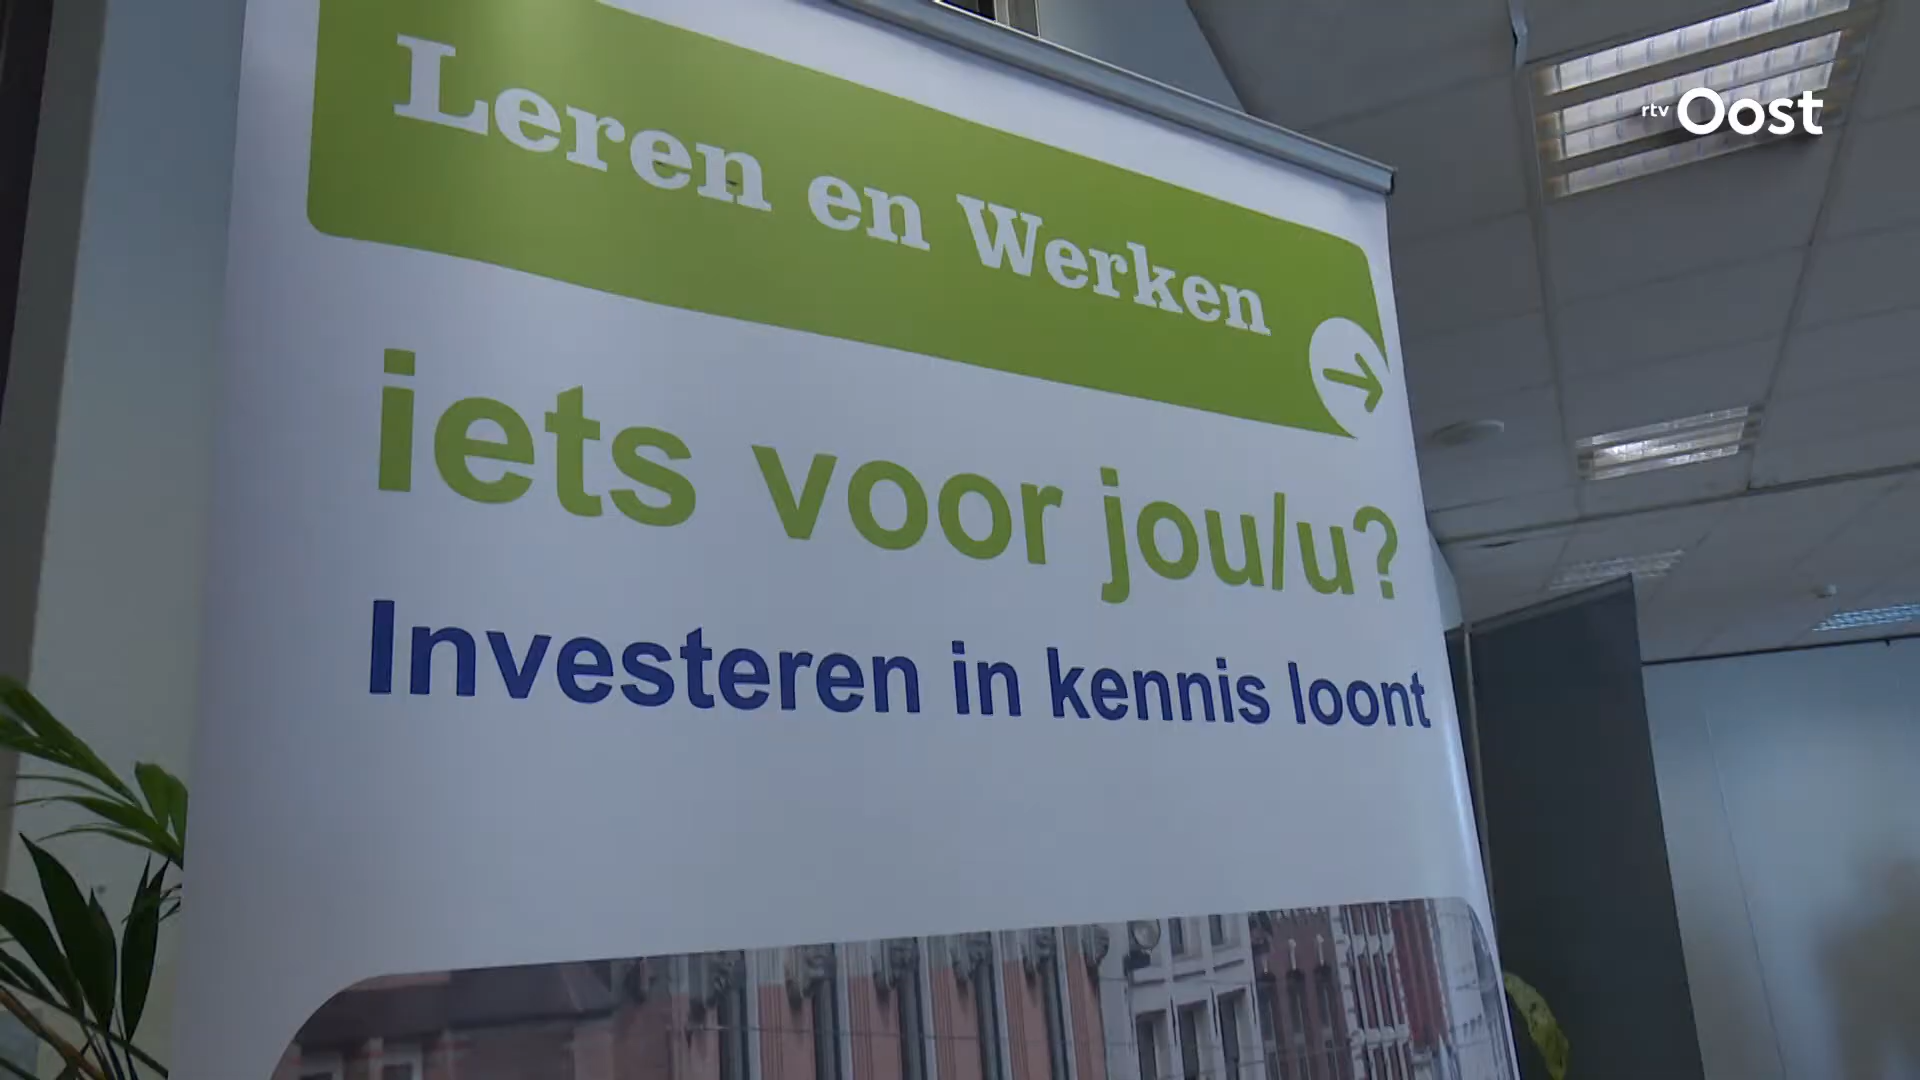 rtv Oost
Leren en Werken
iets voor jou/u?
Investeren in kennis loont